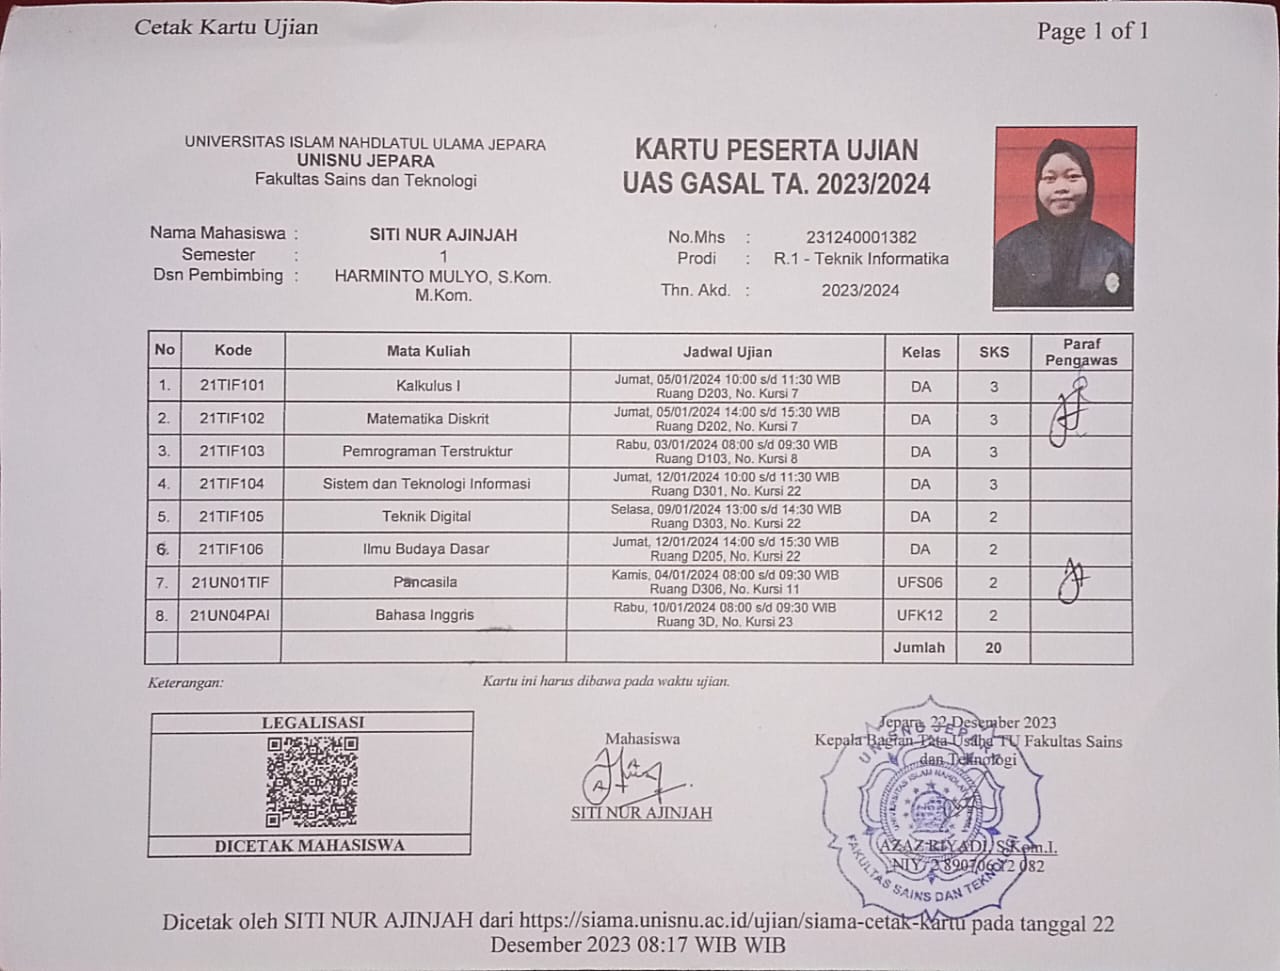 Cetak Kartu Ujian
Page 1 of 1
UNIVERSITAS ISLAM NAHDLATUL ULAMA JEPARA
UNISNU JEPARA
Fakultas Sains dan Teknologi
KARTU PESERTA UJIAN
UAS GASAL TA. 2023/2024
Nama Mahasiswa : SITI NUR AJINJAH
Semester : 1
Dsn Pembimbing : HARMINTO MULYO, S.Kom.
M.Kom.
No.Mhs : 231240001382
Prodi : R.1 - Teknik Informatika
Thn. Akd. : 2023/2024
No Kode Mata Kuliah Jadwal Ujian Kelas SKS Paraf Pengawas
1. 21TIF101 Kalkulus I Jumat, 05/01/2024 10:00 s/d 11:30 WIB DA 3
Ruang D203, No. Kursi 7
2. 21TIF102 Matematika Diskrit Jumat, 05/01/2024 14:00 s/d 15:30 WIB DA 3
Ruang D202, No. Kursi 7
3. 21TIF103 Pemrograman Terstruktur Rabu, 03/01/2024 08:00 s/d 09:30 WIB DA 3
Ruang D103, No. Kursi 8
4. 21TIF104 Sistem dan Teknologi Informasi Jumat, 12/01/2024 10:00 s/d 11:30 WIB DA 3
Ruang D301, No. Kursi 22
5. 21TIF105 Teknik Digital Selasa, 09/01/2024 13:00 s/d 14:30 WIB DA 2
Ruang D303, No. Kursi 22
6. 21TIF106 Ilmu Budaya Dasar Jumat, 12/01/2024 14:00 s/d 15:30 WIB DA 2
Ruang D205, No. Kursi 22
7. 21UN01TIF Pancasila Kamis, 04/01/2024 08:00 s/d 09:30 WIB UFS06 2
Ruang D306, No. Kursi 11
8. 21UN04PAI Bahasa Inggris Rabu, 10/01/2024 08:00 s/d 09:30 WIB UFK12 2
Ruang 3D, No. Kursi 23
Jumlah 20
Keterangan:
Kartu ini harus dibawa pada waktu ujian.
LEGALISASI
DICETAK MAHASISWA
Mahasiswa
SITI NUR AJINJAH
Jepara, 22 Desember 2023
Kepala Bagian Tata Usaha TU Fakultas Sains
dan Teknologi
AZAZ RIYADI, S.Kom.I.
NIY. 2 890706 12 082
UNISNU JEPARA
UNIVERSITAS ISLAM NAHDLATUL
FAKULTAS SAINS DAN TEKNOLOGI
Dicetak oleh SITI NUR AJINJAH dari https://siama.unisnu.ac.id/ujian/siama-cetak-kartu pada tanggal 22
Desember 2023 08:17 WIB WIB